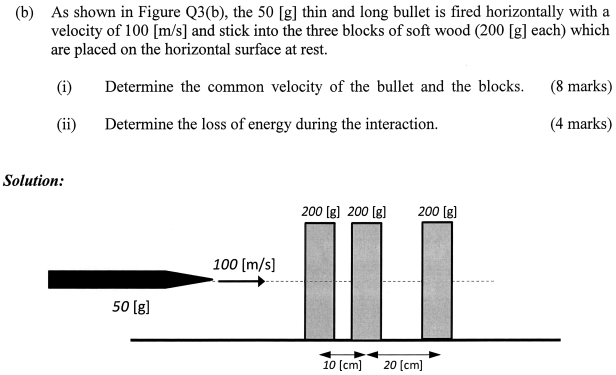 (b) As shown in Figure Q3(b), the 50 [g] thin and long bullet is fired horizontally with a
velocity of 100 [m/s] and stick into the three blocks of soft wood (200 [g] each) which
are placed on the horizontal surface at rest.
(i) Determine the common velocity of the bullet and the blocks. (8 marks)
(ii) Determine the loss of energy during the interaction. (4 marks)
Solution:
200 [g] 200 [g] 200 [g]
100 [m/s]
50 [g]
10 [cm] 20 [cm]